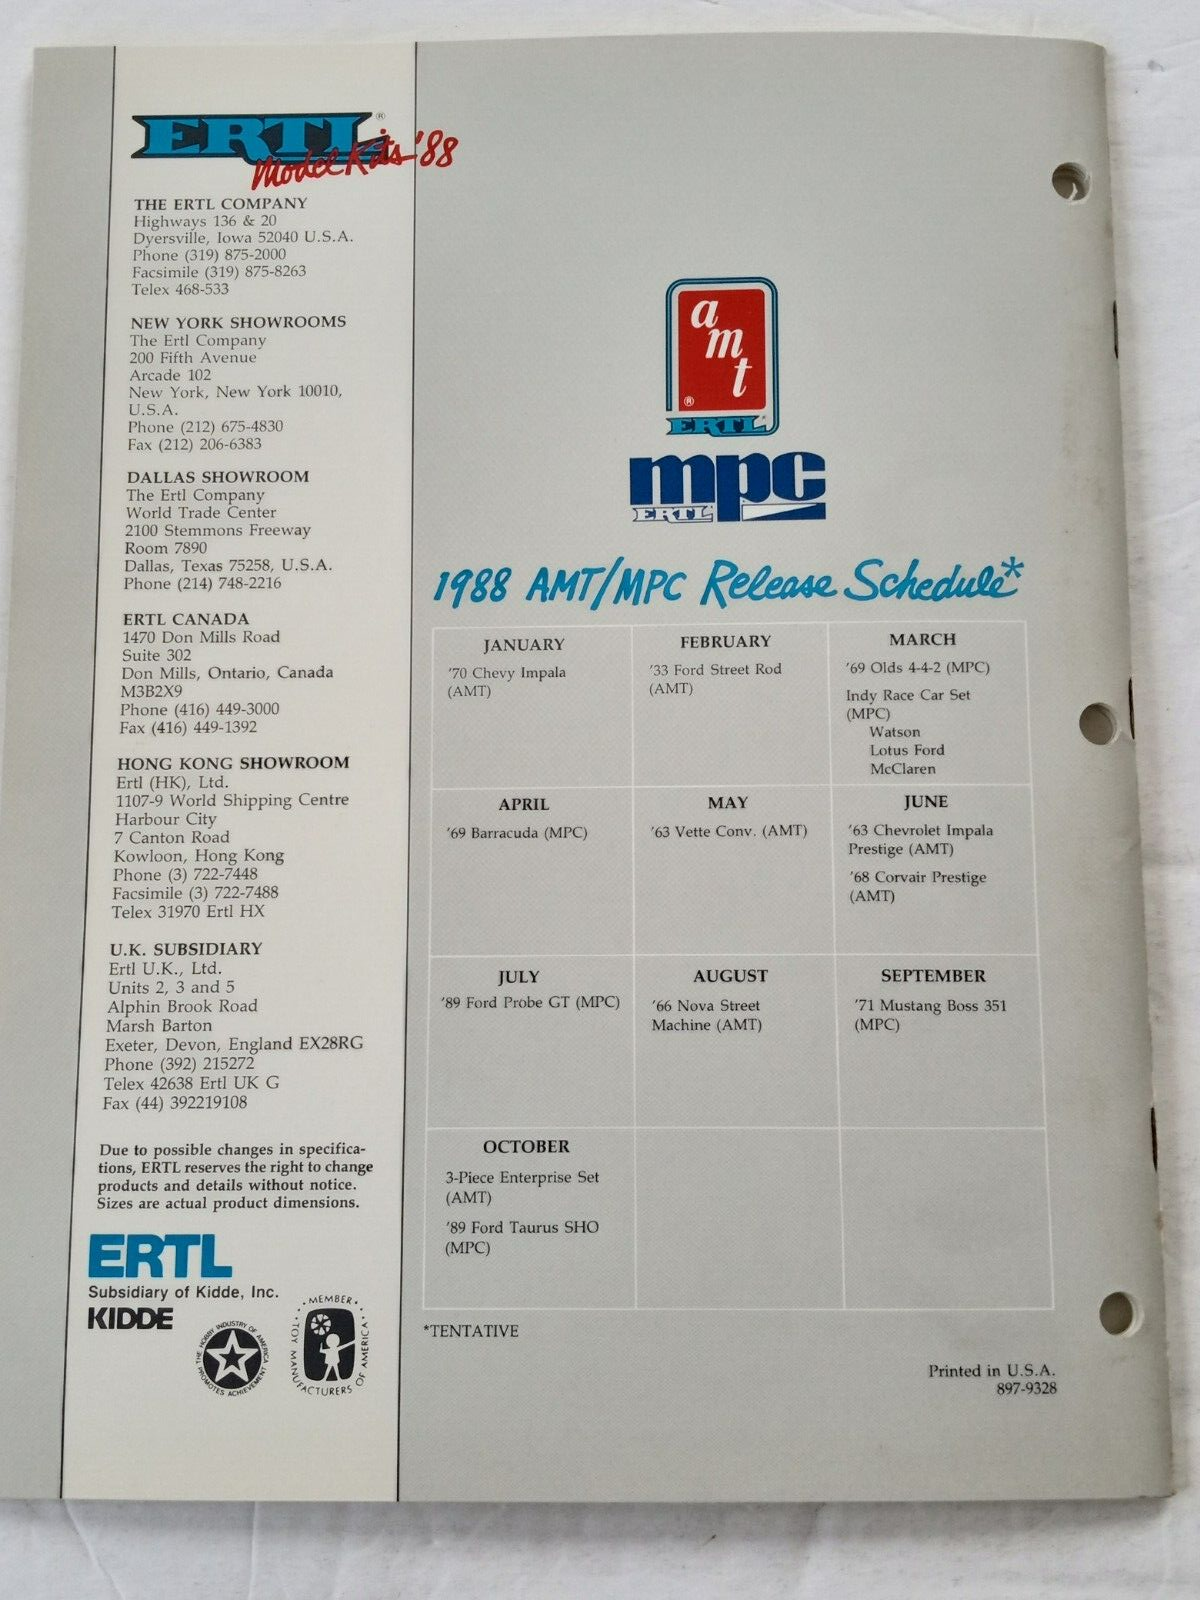 ERTL®
Model Kits '88
THE ERTL COMPANY
Highways 136 & 20
Dyersville, Iowa 52040 U.S.A.
Phone (319) 875-2000
Facsimile (319) 875-8263
Telex 468-533
NEW YORK SHOWROOMS
The Ertl Company
200 Fifth Avenue
Arcade 102
New York, New York 10010,
U.S.A.
Phone (212) 675-4830
Fax (212) 206-6383
DALLAS SHOWROOM
The Ertl Company
World Trade Center
2100 Stemmons Freeway
Room 7890
Dallas, Texas 75258, U.S.A.
Phone (214) 748-2216
ERTL CANADA
1470 Don Mills Road
Suite 302
Don Mills, Ontario, Canada
M3B2X9
Phone (416) 449-3000
Fax (416) 449-1392
HONG KONG SHOWROOM
Ertl (HK), Ltd.
1107-9 World Shipping Centre
Harbour City
7 Canton Road
Kowloon, Hong Kong
Phone (3) 722-7448
Facsimile (3) 722-7488
Telex 31970 Ertl HX
U.K. SUBSIDIARY
Ertl U.K., Ltd.
Units 2, 3 and 5
Alphin Brook Road
Marsh Barton
Exeter, Devon, England EX28RG
Phone (392) 215272
Telex 42638 Ertl UK G
Fax (44) 392219108
Due to possible changes in specifica-
tions, ERTL reserves the right to change
products and details without notice.
Sizes are actual product dimensions.
ERTL
Subsidiary of Kidde, Inc.
KIDDE
THE HOBBY INDUSTRY OF AMERICA
PROMOTES ACHIEVEMENT
MEMBER
TOY MANUFACTURERS OF AMERICA
amt
®
ERTL®
mpc
ERTL®
1988 AMT/MPC Release Schedule*
JANUARY
'70 Chevy Impala
(AMT)
FEBRUARY
'33 Ford Street Rod
(AMT)
MARCH
'69 Olds 4-4-2 (MPC)
Indy Race Car Set
(MPC)
Watson
Lotus Ford
McClaren
APRIL
'69 Barracuda (MPC)
MAY
'63 Vette Conv. (AMT)
JUNE
'63 Chevrolet Impala
Prestige (AMT)
'68 Corvair Prestige
(AMT)
JULY
'89 Ford Probe GT (MPC)
AUGUST
'66 Nova Street
Machine (AMT)
SEPTEMBER
'71 Mustang Boss 351
(MPC)
OCTOBER
3-Piece Enterprise Set
(AMT)
'89 Ford Taurus SHO
(MPC)
*TENTATIVE
Printed in U.S.A.
897-9328